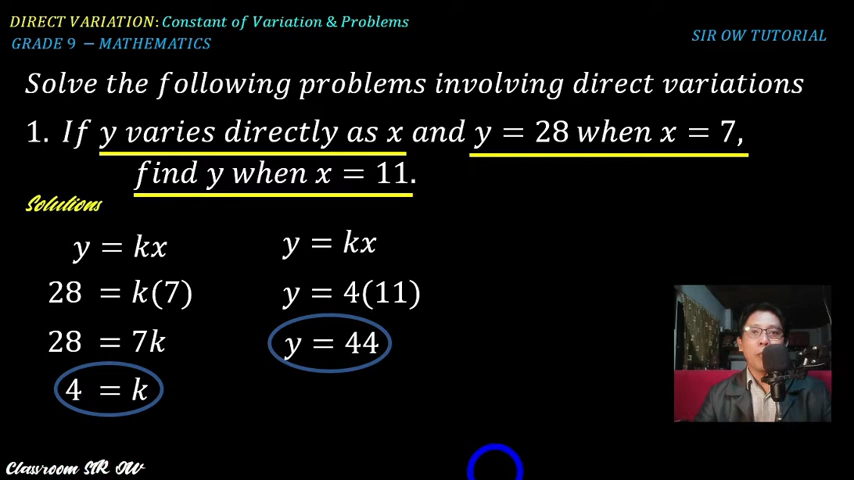 DIRECT VARIATION: Constant of Variation & Problems
GRADE 9 – MATHEMATICS
SIR OW TUTORIAL
Solve the following problems involving direct variations
1. If y varies directly as x and y = 28 when x = 7,
find y when x = 11.
Solutions
y = kx
28 = k(7)
28 = 7k
4 = k
y = kx
y = 4(11)
y = 44
Classroom SIR OW